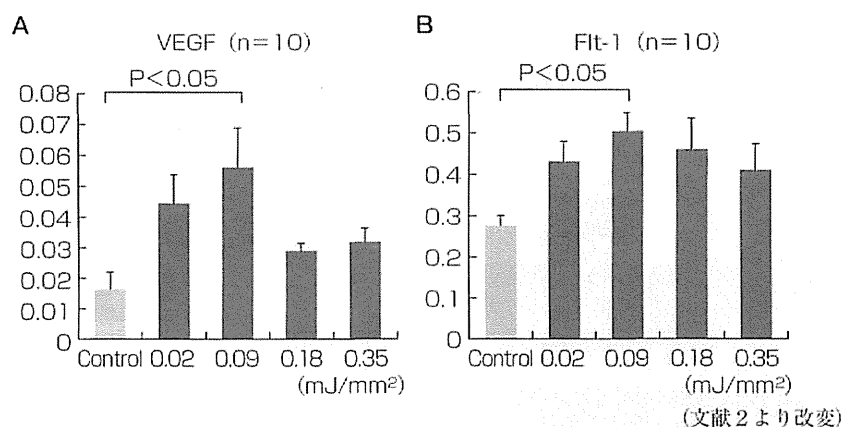 A
VEGF (n=10)
P<0.05
0.08
0.07
0.06
0.05
0.04
0.03
0.02
0.01
0
Control 0.02 0.09 0.18 0.35
(mJ/mm²)
B
Flt-1 (n=10)
P<0.05
0.6
0.5
0.4
0.3
0.2
0.1
0
Control 0.02 0.09 0.18 0.35
(mJ/mm²)
(文献2より改変)